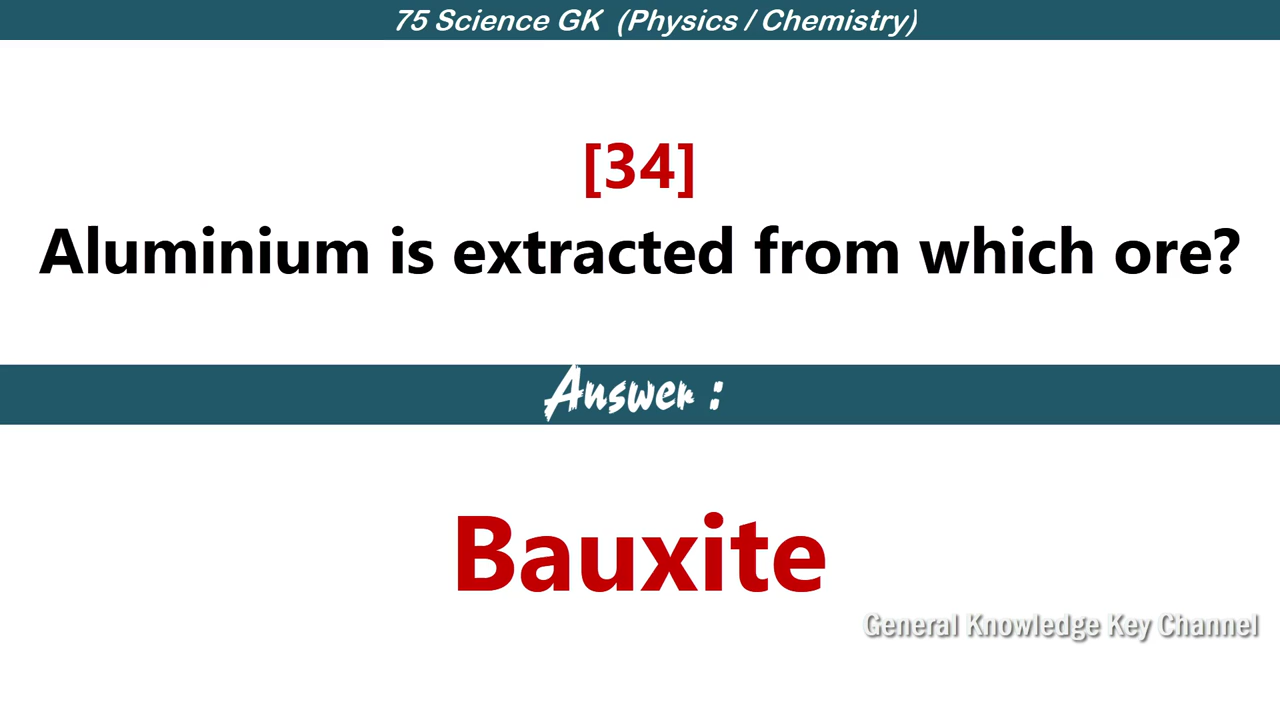 75 Science GK (Physics / Chemistry)
[34]
Aluminium is extracted from which ore?
Answer :
Bauxite
General Knowledge Key Channel